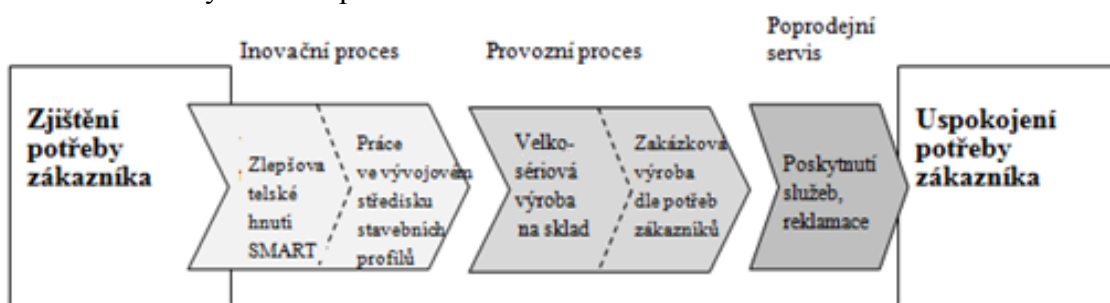 Inovační proces
Provozní proces
Poprodejní
servis
Zjištění
potřeby
zákazníka
Zlepšova
telské
hnutí
SMART
Práce
ve vývojovém
středisku
stavebních
profilů
Velko-
sériová
výroba
na sklad
Zakázková
výroba
dle potřeb
zákazníků
Poskytnutí
služeb,
reklamace
Uspokojení
potřeby
zákazníka